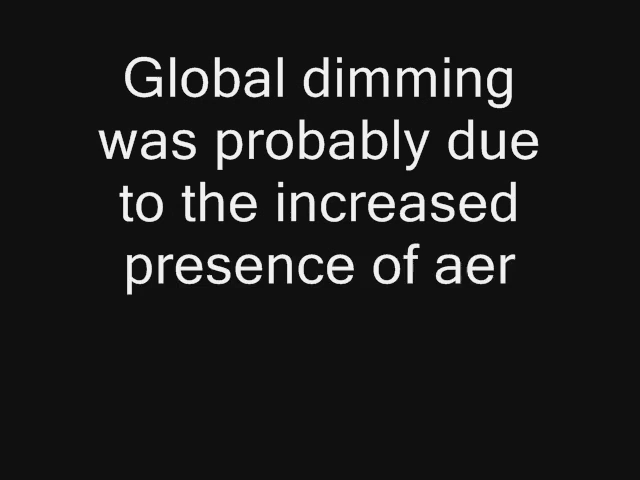 Global dimming
was probably due
to the increased
presence of aer